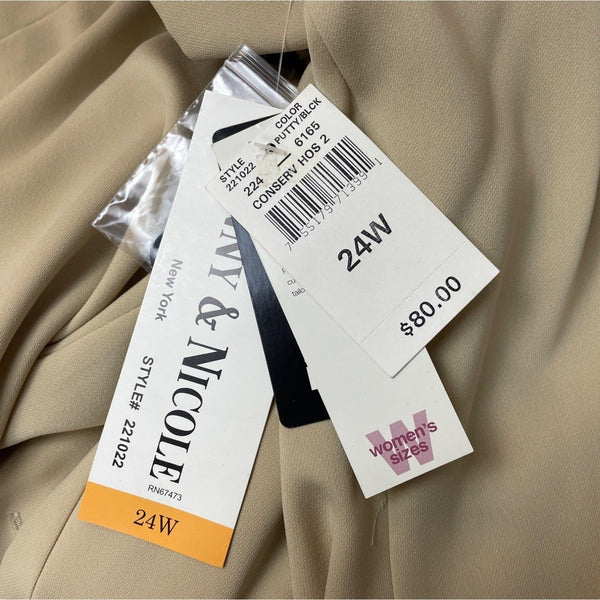 COLOR
PUTTY/BLCK
STYLE
221022
224 6165
CONSERV HOS 2
24W
$80.00
NY & NICOLE
New York
STYLE# 221022
RN67473
24W
W
women's
sizes